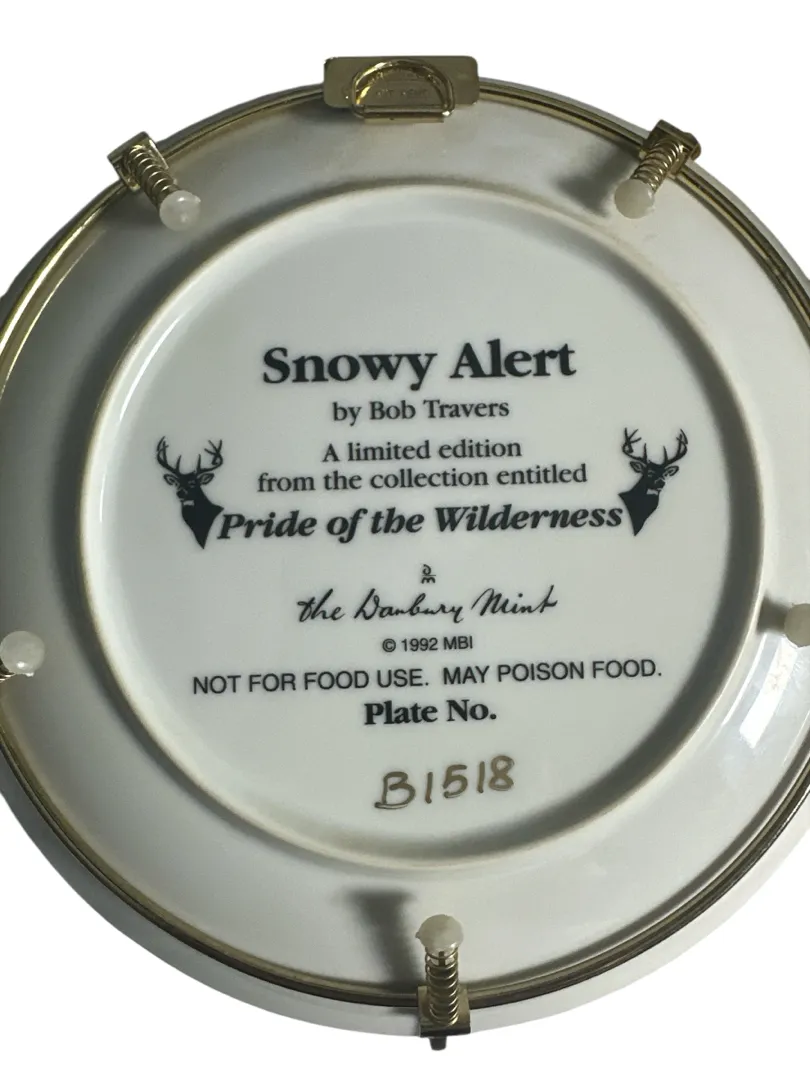 Snowy Alert
by Bob Travers
A limited edition
from the collection entitled
Pride of the Wilderness
the Danbury Mint
© 1992 MBI
NOT FOR FOOD USE. MAY POISON FOOD.
Plate No.
B1518